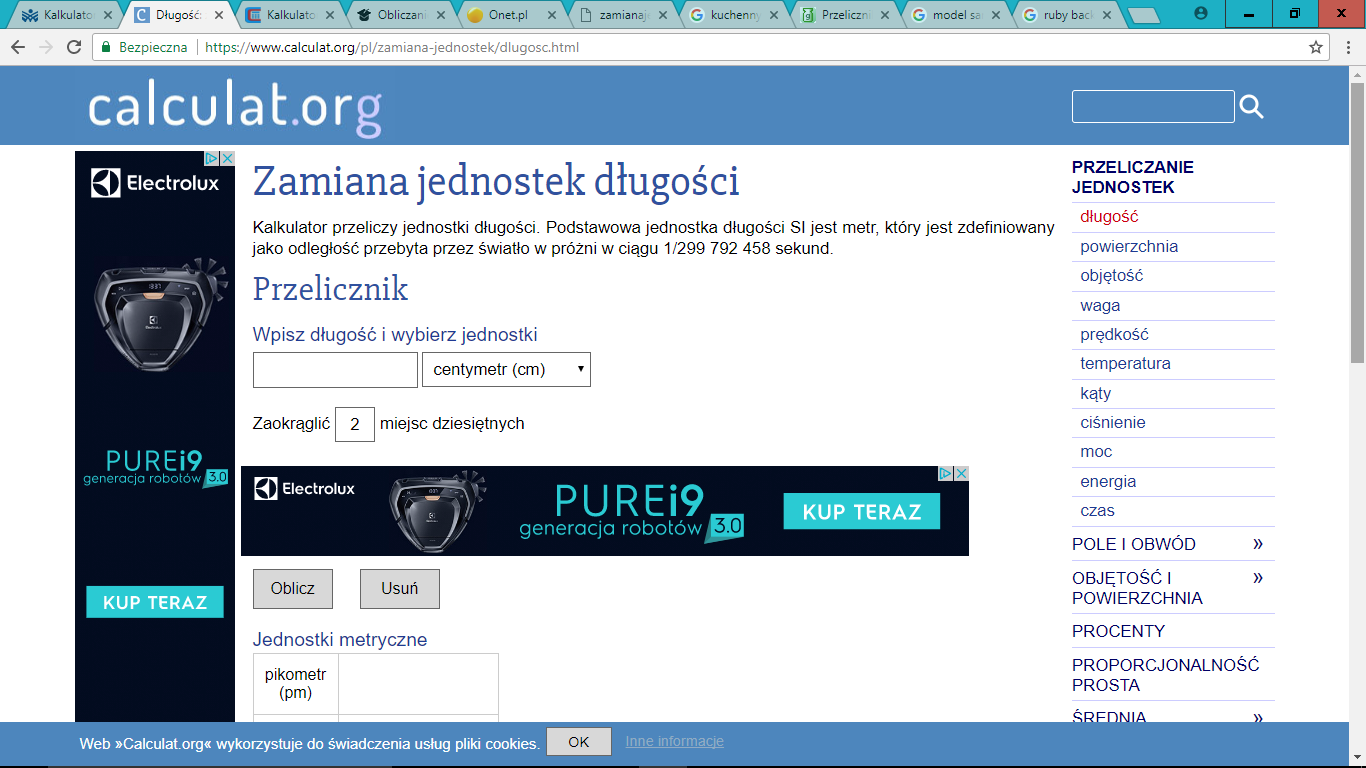 Kalkulator
Długość:
Kalkulator
Obliczani
Onet.pl
zamianaje
kuchenny
Przelicznik
model sa
ruby back
Bezpieczna
https://www.calculat.org/pl/zamiana-jednostek/dlugosc.html
calculat.org
Electrolux
PUREi9
generacja robotów 3.0
KUP TERAZ
Zamiana jednostek długości
Kalkulator przeliczy jednostki długości. Podstawowa jednostka długości SI jest metr, który jest zdefiniowany
jako odległość przebyta przez światło w próżni w ciągu 1/299 792 458 sekund.
Przelicznik
Wpisz długość i wybierz jednostki
centymetr (cm)
Zaokrąglić 2 miejsc dziesiętnych
Electrolux
PUREi9
generacja robotów 3.0
KUP TERAZ
Oblicz Usuń
Jednostki metryczne
pikometr
(pm)
PRZELICZANIE
JEDNOSTEK
długość
powierzchnia
objętość
waga
prędkość
temperatura
kąty
ciśnienie
moc
energia
czas
POLE I OBWÓD »
OBJĘTOŚĆ I »
POWIERZCHNIA
PROCENTY
PROPORCJONALNOŚĆ
PROSTA
ŚREDNIA »
Web »Calculat.org« wykorzystuje do świadczenia usług pliki cookies. OK Inne informacje